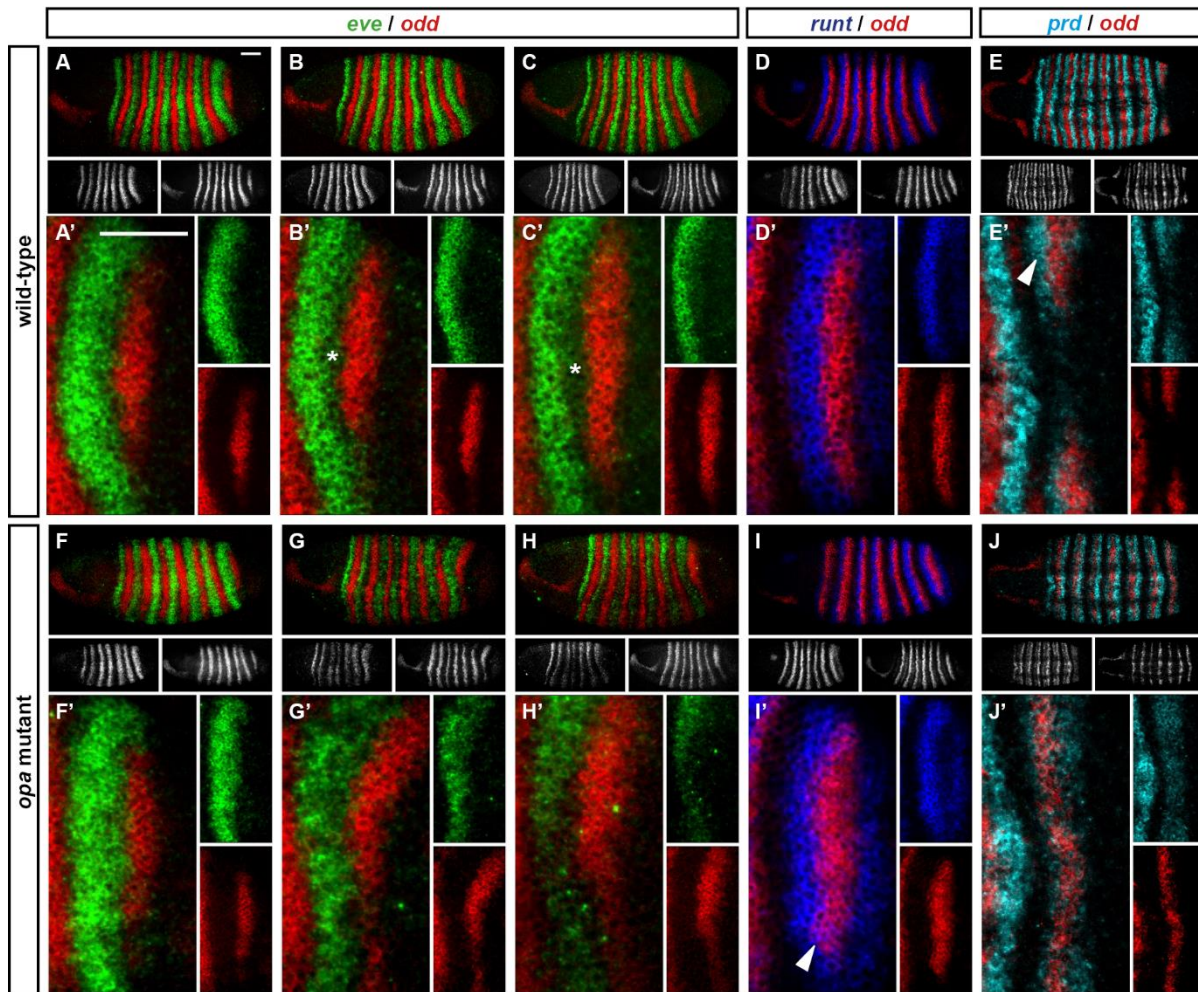 eve / odd
runt / odd
prd / odd
wild-type
A
B
C
D
E
A’
B’
*
C’
*
D’
E’
opa mutant
F
G
H
I
J
F’
G’
H’
I’
J’